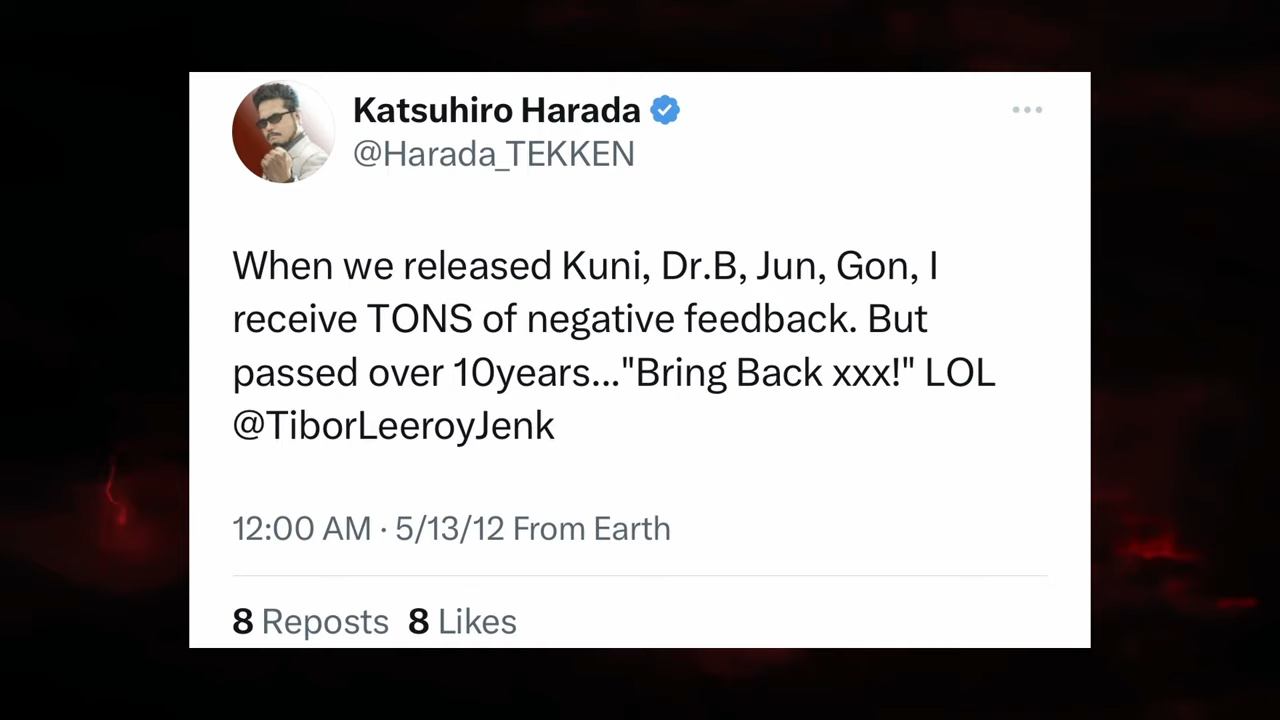 Katsuhiro Harada
@Harada_TEKKEN
When we released Kuni, Dr.B, Jun, Gon, I
receive TONS of negative feedback. But
passed over 10years..."Bring Back xxx!" LOL
@TiborLeeroyJenk
12:00 AM · 5/13/12 From Earth
8 Reposts 8 Likes